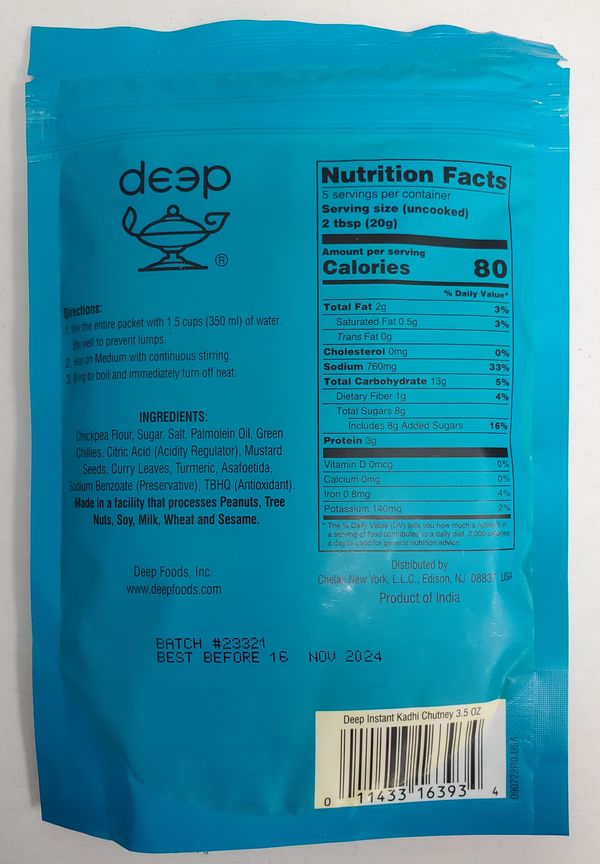 deep
®
Directions:
1. Mix the entire packet with 1.5 cups (350 ml) of water.
Stir well to prevent lumps.
2. Heat on Medium with continuous stirring.
3. Bring to boil and immediately turn off heat.
INGREDIENTS:
Chickpea Flour, Sugar, Salt, Palmolein Oil, Green
Chillies, Citric Acid (Acidity Regulator), Mustard
Seeds, Curry Leaves, Turmeric, Asafoetida,
Sodium Benzoate (Preservative), TBHQ (Antioxidant).
Made in a facility that processes Peanuts, Tree
Nuts, Soy, Milk, Wheat and Sesame.
Deep Foods, Inc.
www.deepfoods.com
BATCH #23321
BEST BEFORE 16 NOV 2024
Nutrition Facts
5 servings per container
Serving size (uncooked)
2 tbsp (20g)
Amount per serving
Calories 80
% Daily Value*
Total Fat 2g 3%
Saturated Fat 0.5g 3%
Trans Fat 0g
Cholesterol 0mg 0%
Sodium 760mg 33%
Total Carbohydrate 13g 5%
Dietary Fiber 1g 4%
Total Sugars 8g
Includes 8g Added Sugars 16%
Protein 3g
Vitamin D 0mcg 0%
Calcium 0mg 0%
Iron 0.8mg 4%
Potassium 140mg 2%
* The % Daily Value (DV) tells you how much a nutrient in
a serving of food contributes to a daily diet. 2,000 calories
a day is used for general nutrition advice.
Distributed by
Chetak New York, L.L.C., Edison, NJ 08837 USA
Product of India
Deep Instant Kadhi Chutney 3.5 OZ
0 11433 16393 4
090722R0.USA